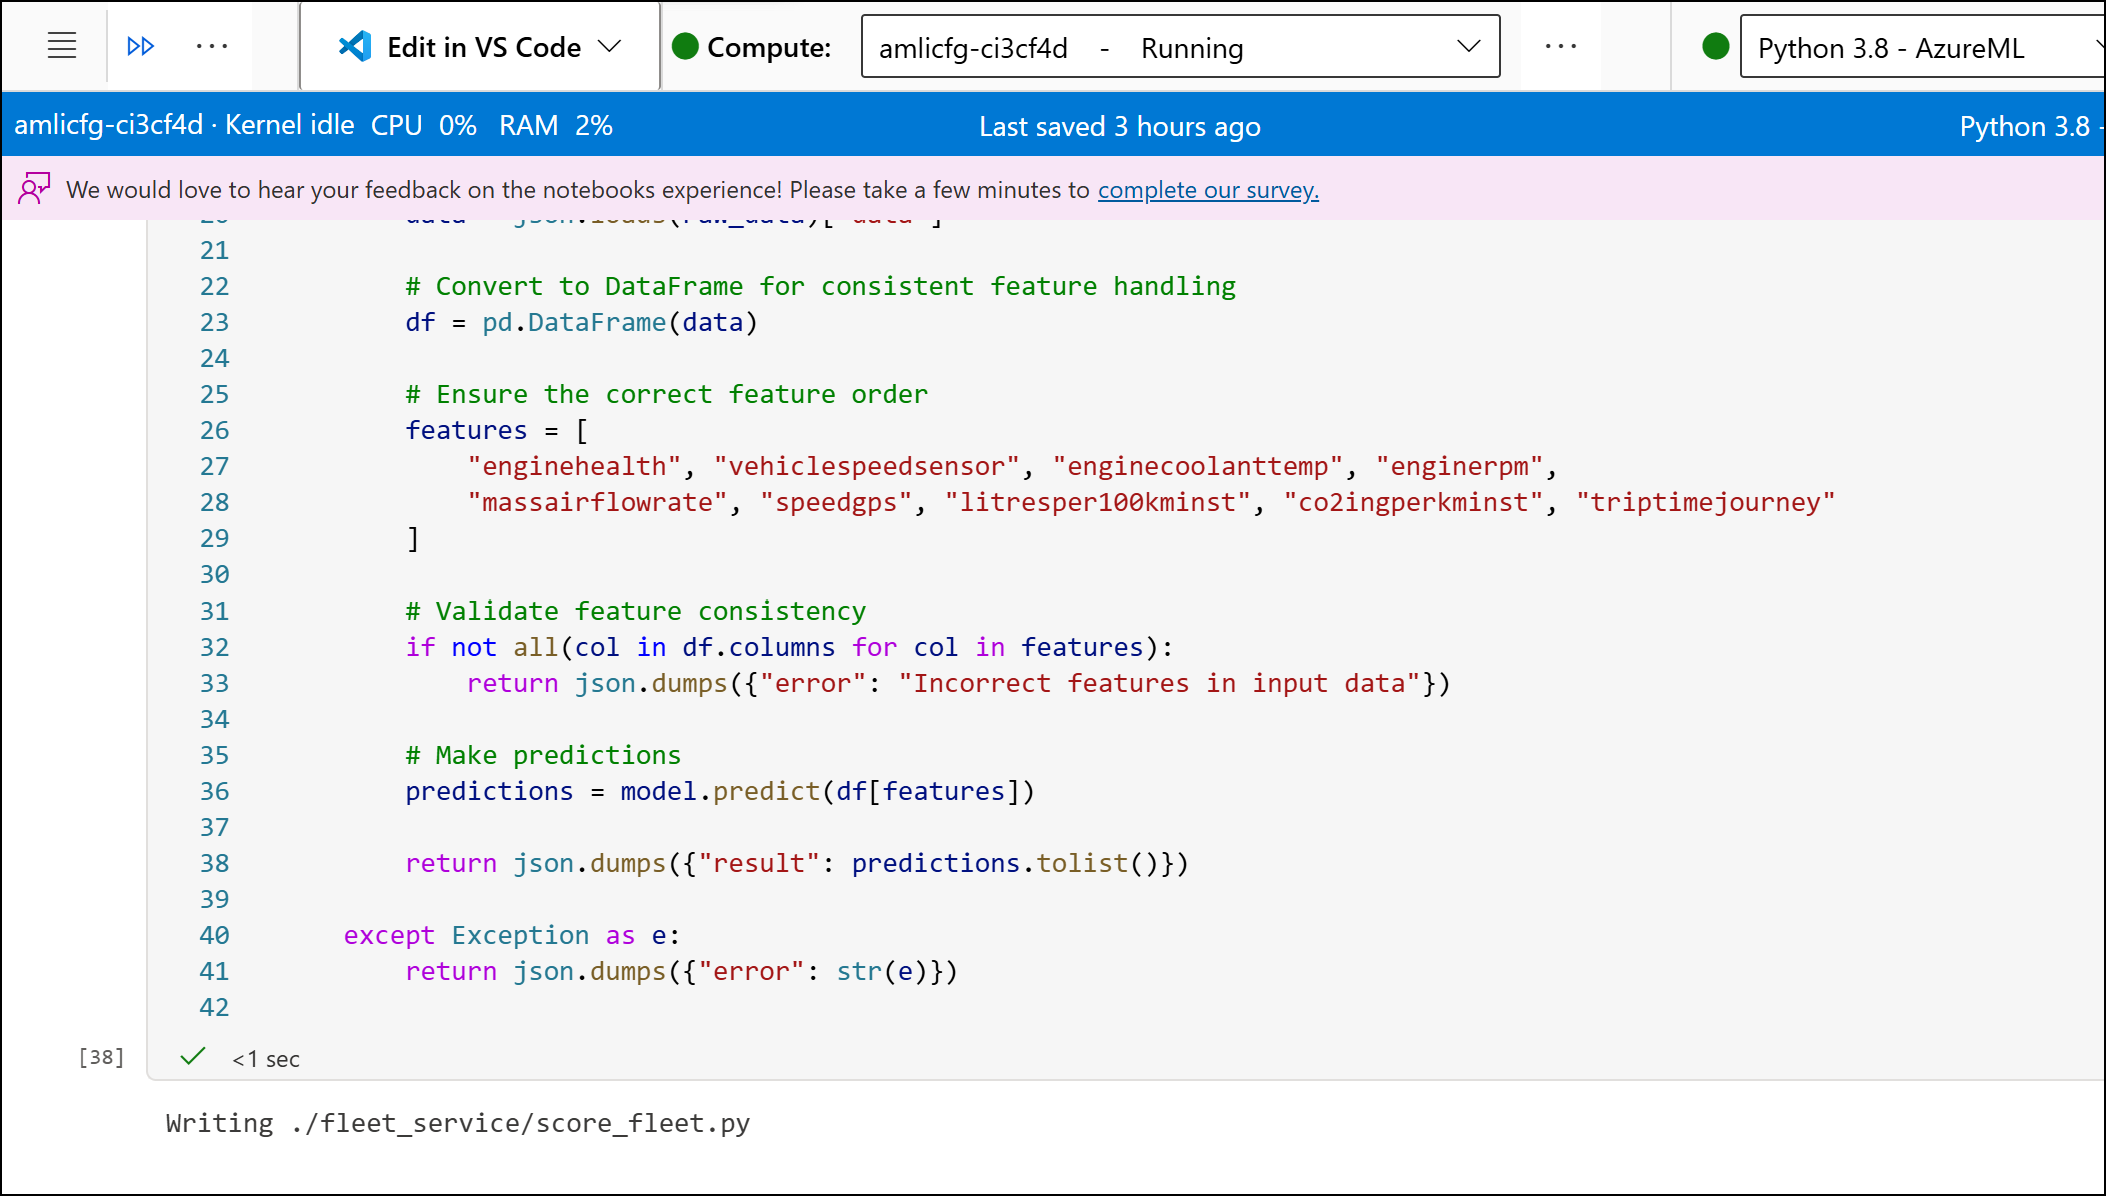 Edit in VS Code
Compute:
amlicfg-ci3cf4d - Running
Python 3.8 - AzureML
amlicfg-ci3cf4d · Kernel idle CPU 0% RAM 2%
Last saved 3 hours ago
Python 3.8 -
We would love to hear your feedback on the notebooks experience! Please take a few minutes to complete our survey.
21
22 # Convert to DataFrame for consistent feature handling
23 df = pd.DataFrame(data)
24
25 # Ensure the correct feature order
26 features = [
27 "enginehealth", "vehiclespeedsensor", "enginecoolanttemp", "enginerpm",
28 "massairflowrate", "speedgps", "litresper100kminst", "co2ingperkminst", "triptimejourney"
29 ]
30
31 # Validate feature consistency
32 if not all(col in df.columns for col in features):
33 return json.dumps({"error": "Incorrect features in input data"})
34
35 # Make predictions
36 predictions = model.predict(df[features])
37
38 return json.dumps({"result": predictions.tolist()})
39
40 except Exception as e:
41 return json.dumps({"error": str(e)})
42
[38] <1 sec
Writing ./fleet_service/score_fleet.py